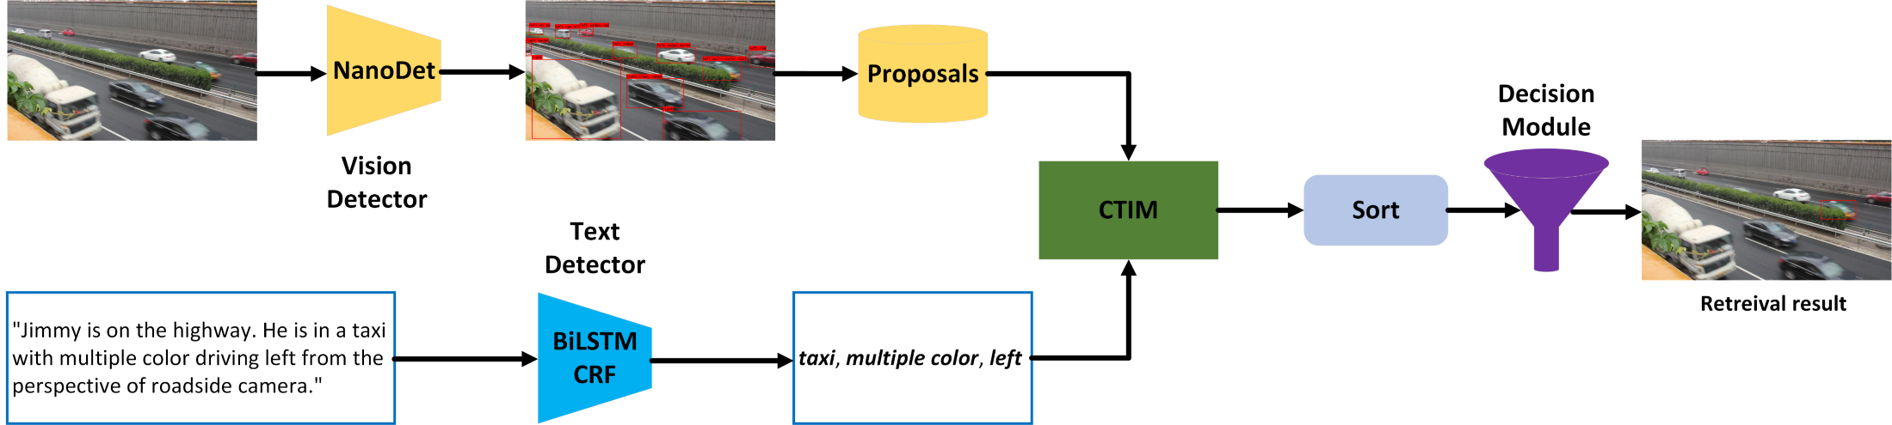 NanoDet
Vision
Detector
Proposals
CTIM
Sort
Decision
Module
Retreival result
"Jimmy is on the highway. He is in a taxi
with multiple color driving left from the
perspective of roadside camera."
Text
Detector
BiLSTM
CRF
taxi, multiple color, left